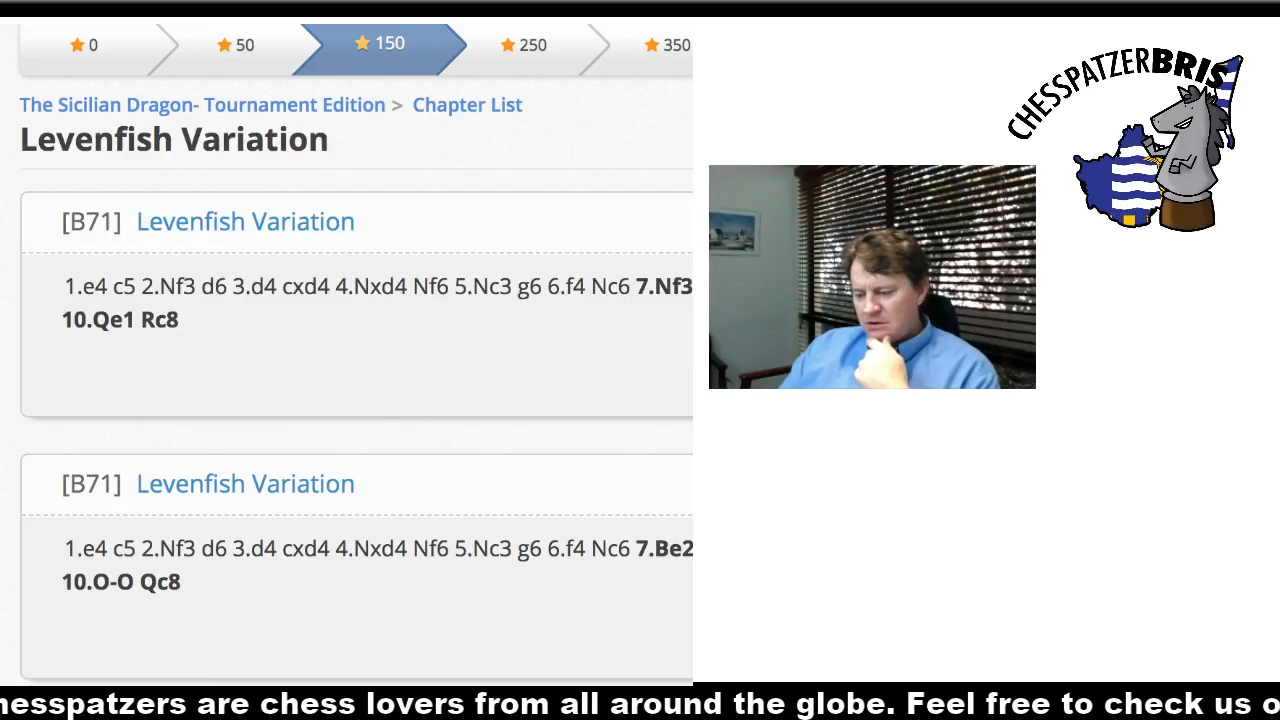 0 50 150 250 350
CHESSPATZERBRIS
The Sicilian Dragon- Tournament Edition > Chapter List
Levenfish Variation
[B71] Levenfish Variation
1.e4 c5 2.Nf3 d6 3.d4 cxd4 4.Nxd4 Nf6 5.Nc3 g6 6.f4 Nc6 7.Nf3
10.Qe1 Rc8
[B71] Levenfish Variation
1.e4 c5 2.Nf3 d6 3.d4 cxd4 4.Nxd4 Nf6 5.Nc3 g6 6.f4 Nc6 7.Be2
10.O-O Qc8
hesspatzers are chess lovers from all around the globe. Feel free to check us o